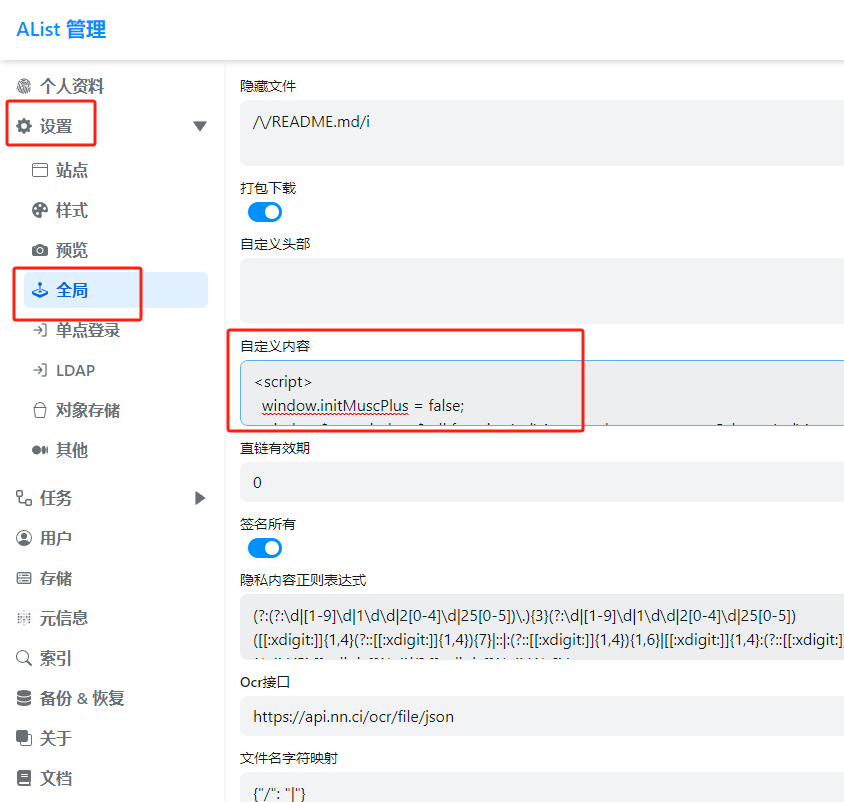 AList 管理
个人资料
设置
站点
样式
预览
全局
单点登录
LDAP
对象存储
其他
任务
用户
存储
元信息
索引
备份 & 恢复
关于
文档
隐藏文件
/\/README.md/i
打包下载
自定义头部
自定义内容
<script>
window.initMuscPlus = false;
直链有效期
0
签名所有
隐私内容正则表达式
(?:(?:\d|[1-9]\d|1\d\d|2[0-4]\d|25[0-5])\.){3}(?:\d|[1-9]\d|1\d\d|2[0-4]\d|25[0-5])
([[:xdigit:]]{1,4}(?::[[:xdigit:]]{1,4}){7}|::|:(?::[[:xdigit:]]{1,4}){1,6}|[[:xdigit:]]{1,4}:(?::[[:xdigit:]]
Ocr接口
https://api.nn.ci/ocr/file/json
文件名字符映射
{"/": "|"}